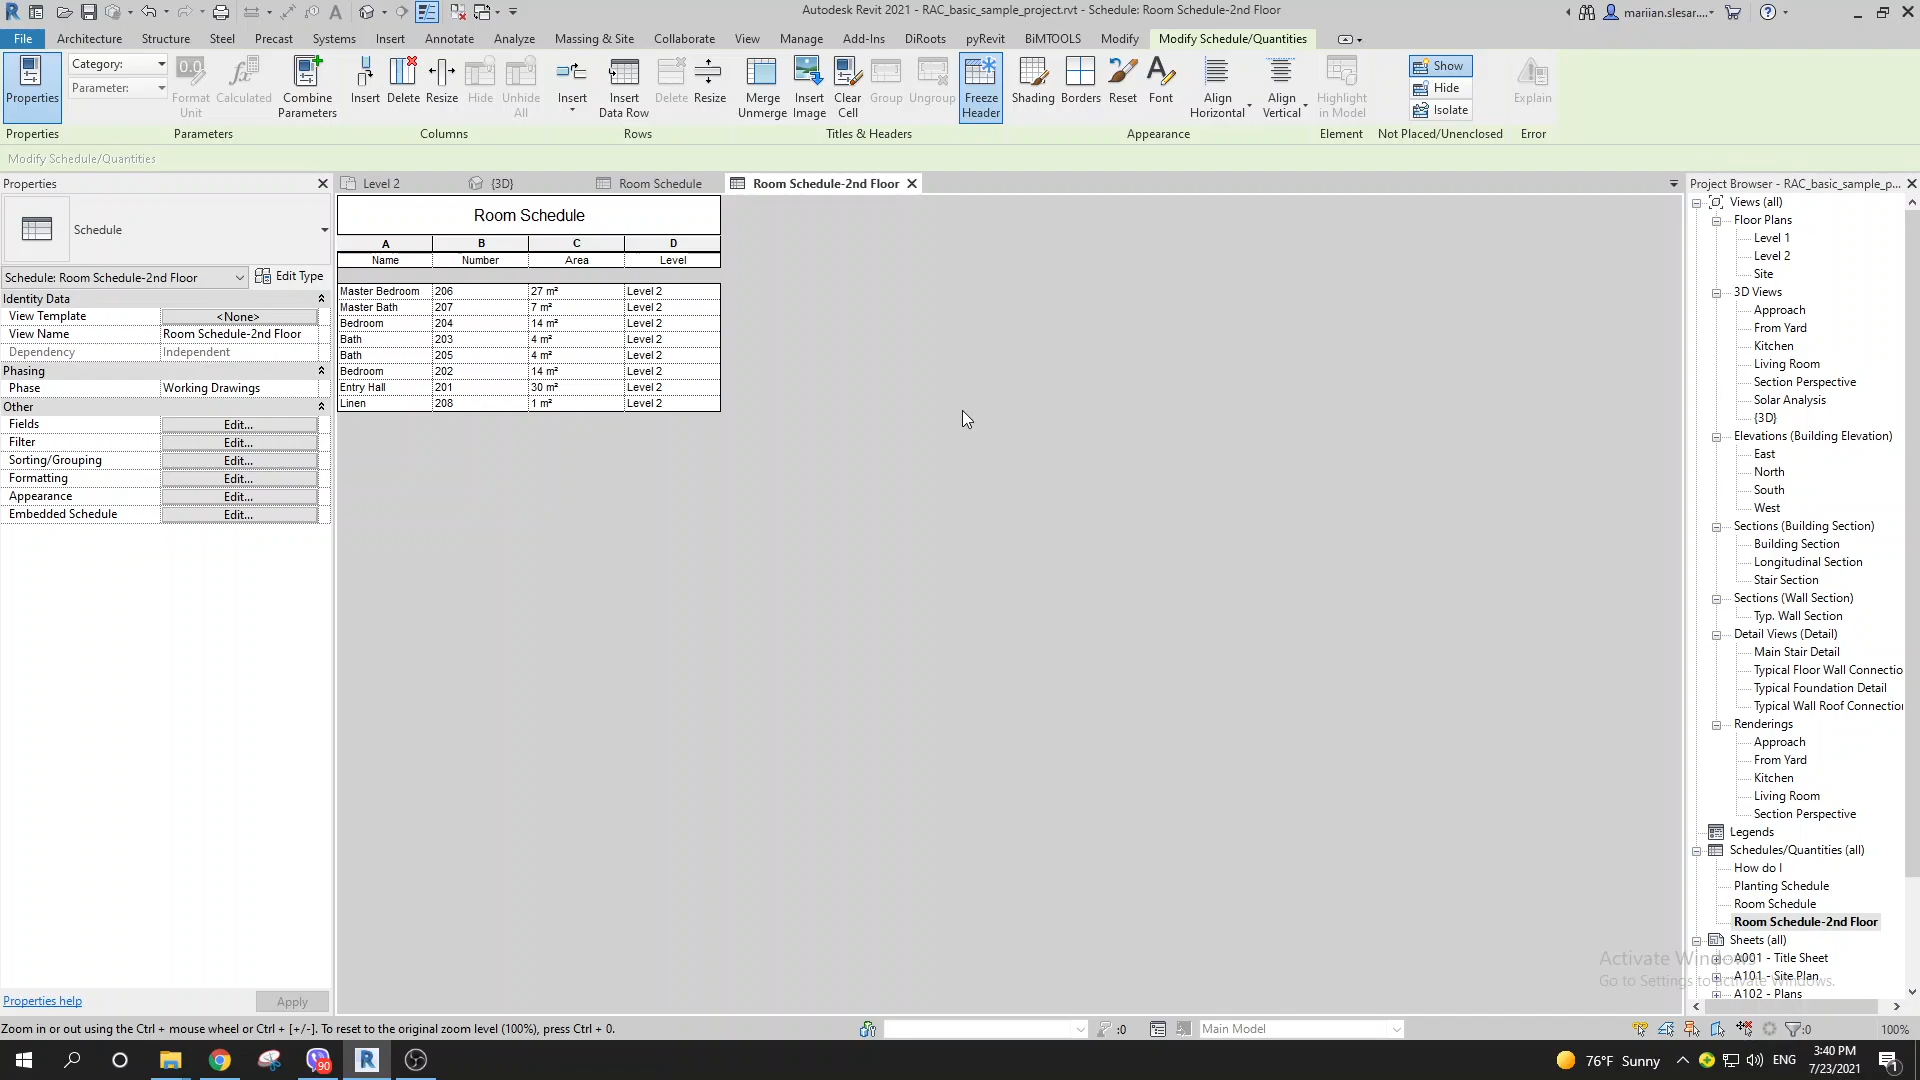 Autodesk Revit 2021 - RAC_basic_sample_project.rvt - Schedule: Room Schedule-2nd Floor
mariian.slesar....
File Architecture Structure Steel Precast Systems Insert Annotate Analyze Massing & Site Collaborate View Manage Add-Ins DiRoots pyRevit BiMTOOLS Modify Modify Schedule/Quantities
Properties
Category:
Parameter:
Format Unit
Calculated
Combine Parameters
Insert
Delete
Resize
Hide
Unhide All
Insert
Insert Data Row
Delete
Resize
Merge Unmerge
Insert Image
Clear Cell
Group
Ungroup
Freeze Header
Shading
Borders
Reset
Font
Align Horizontal
Align Vertical
Highlight in Model
Show
Hide
Isolate
Explain
Properties Parameters Columns Rows Titles & Headers Appearance Element Not Placed/Unenclosed Error
Modify Schedule/Quantities
Properties
Schedule
Schedule: Room Schedule-2nd Floor Edit Type
Identity Data
View Template <None>
View Name Room Schedule-2nd Floor
Dependency Independent
Phasing
Phase Working Drawings
Other
Fields Edit...
Filter Edit...
Sorting/Grouping Edit...
Formatting Edit...
Appearance Edit...
Embedded Schedule Edit...
Properties help Apply
Level 2 {3D} Room Schedule Room Schedule-2nd Floor
Room Schedule
A B C D
Name Number Area Level
Master Bedroom 206 27 m² Level 2
Master Bath 207 7 m² Level 2
Bedroom 204 14 m² Level 2
Bath 203 4 m² Level 2
Bath 205 4 m² Level 2
Bedroom 202 14 m² Level 2
Entry Hall 201 30 m² Level 2
Linen 208 1 m² Level 2
Project Browser - RAC_basic_sample_p...
Views (all)
Floor Plans
Level 1
Level 2
Site
3D Views
Approach
From Yard
Kitchen
Living Room
Section Perspective
Solar Analysis
{3D}
Elevations (Building Elevation)
East
North
South
West
Sections (Building Section)
Building Section
Longitudinal Section
Stair Section
Sections (Wall Section)
Typ. Wall Section
Detail Views (Detail)
Main Stair Detail
Typical Floor Wall Connectio
Typical Foundation Detail
Typical Wall Roof Connection
Renderings
Approach
From Yard
Kitchen
Living Room
Section Perspective
Legends
Schedules/Quantities (all)
How do I
Planting Schedule
Room Schedule
Room Schedule-2nd Floor
Sheets (all)
A001 - Title Sheet
A101 - Site Plan
A102 - Plans
Activate Windows
Go to Settings to activate Windows.
Zoom in or out using the Ctrl + mouse wheel or Ctrl + [+/-]. To reset to the original zoom level (100%), press Ctrl + 0.
:0
Main Model
:0
100%
90
76°F Sunny
ENG
3:40 PM
7/23/2021
1